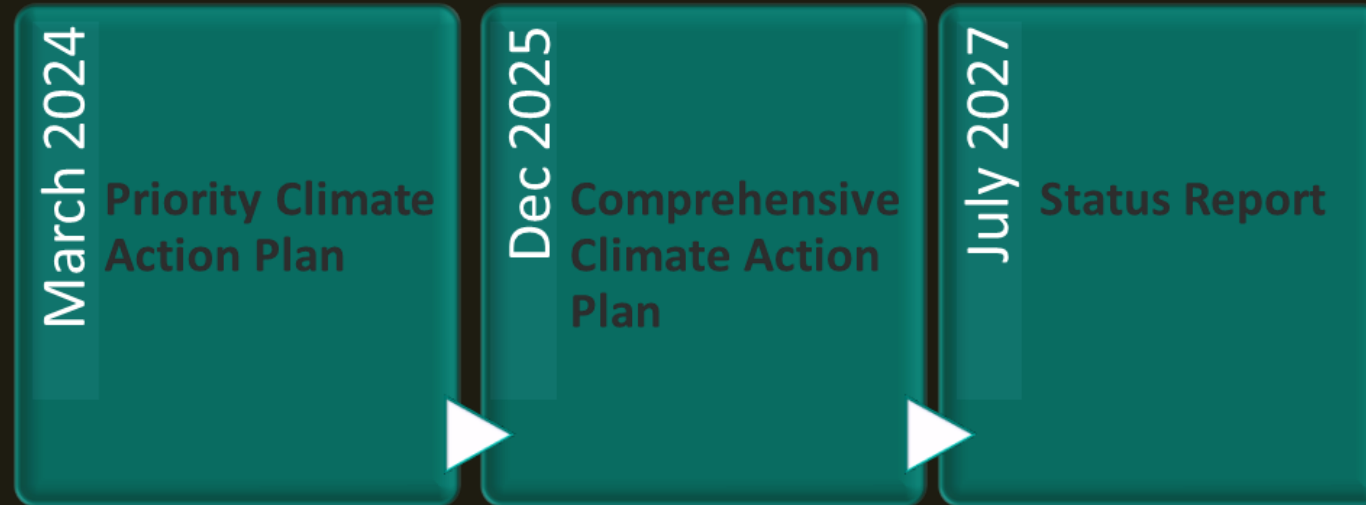 March 2024
Priority Climate
Action Plan
Dec 2025
Comprehensive
Climate Action
Plan
July 2027
Status Report